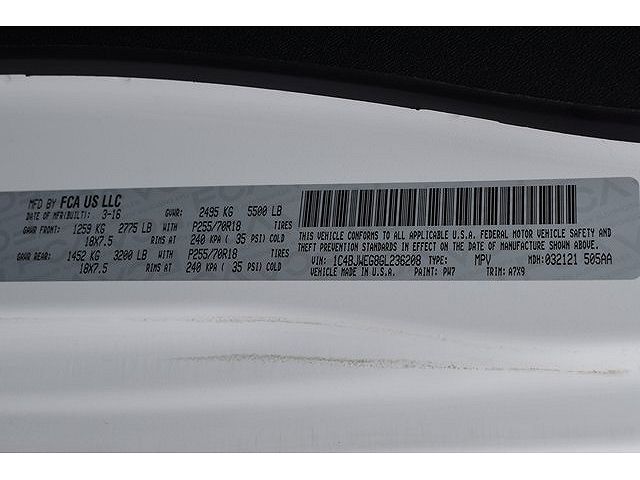 MFD BY FCA US LLC
DATE OF MFR(BUILT): 3-16 GVWR: 2495 KG 5500 LB
GAWR FRONT: 1259 KG 2775 LB WITH P255/70R18 TIRES
18X7.5 RIMS AT 240 KPA ( 35 PSI) COLD
GAWR REAR: 1452 KG 3200 LB WITH P255/70R18 TIRES
18X7.5 RIMS AT 240 KPA ( 35 PSI) COLD
THIS VEHICLE CONFORMS TO ALL APPLICABLE U.S.A. FEDERAL MOTOR VEHICLE SAFETY AND
THEFT PREVENTION STANDARDS IN EFFECT ON THE DATE OF MANUFACTURE SHOWN ABOVE.
VIN: 1C4BJWEG8GL236208 TYPE: MPV MDH: 032121 505AA
MADE IN U.S.A. PAINT: PW7 TRIM: A7X9